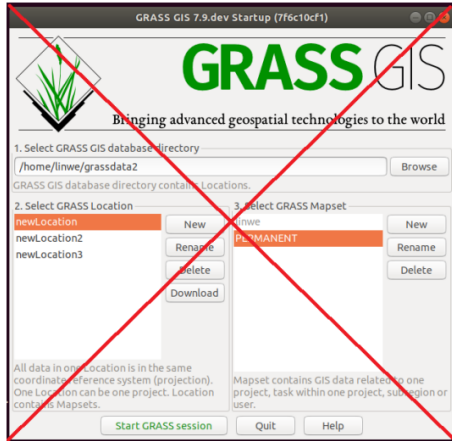 GRASS GIS 7.9.dev Startup (7f6c10cf1)
GRASS GIS
Bringing advanced geospatial technologies to the world
1. Select GRASS GIS database directory
/home/linwe/grassdata2
Browse
GRASS GIS database directory contains Locations.
2. Select GRASS Location
newLocation
newLocation2
newLocation3
New
Rename
Delete
Download
All data in one Location is in the same
coordinate reference system (projection).
One Location can be one project. Location
contains Mapsets.
3. Select GRASS Mapset
linwe
PERMANENT
New
Rename
Delete
Mapset contains GIS data related to one
project, task within one project, subregion or
user.
Start GRASS session
Quit
Help